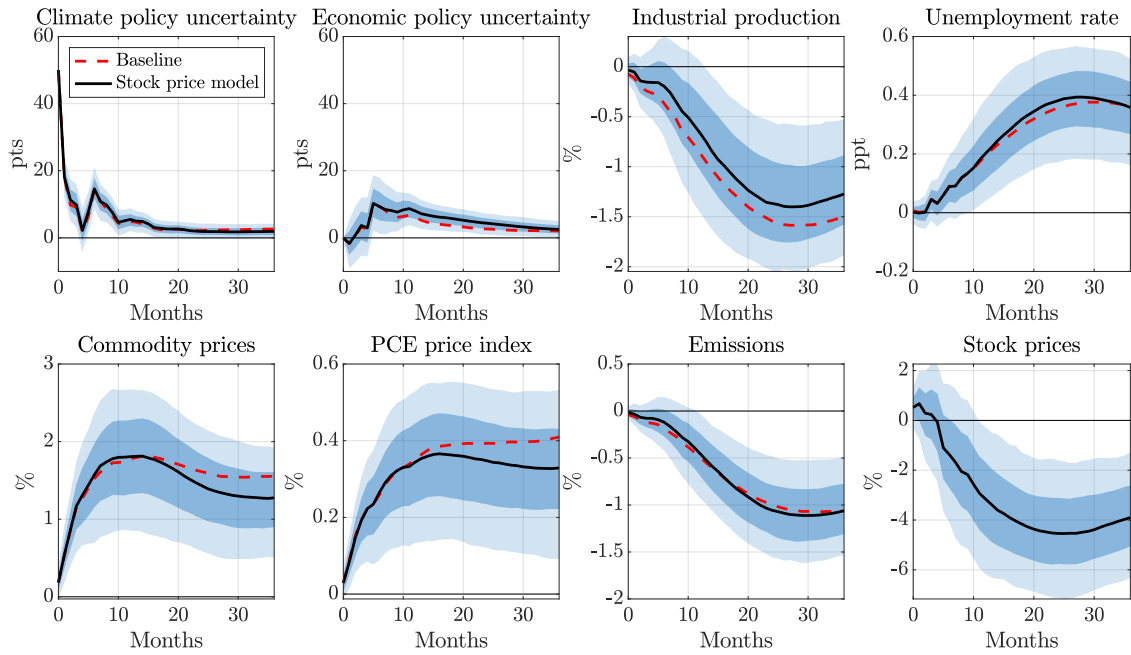 Climate policy uncertainty
Economic policy uncertainty
Industrial production
Unemployment rate
60
40
20
0
pts
0 10 20 30
Months
Baseline
Stock price model
60
40
20
0
pts
0 10 20 30
Months
0
-0.5
-1
-1.5
-2
%
0 10 20 30
Months
0.6
0.4
0.2
0
-0.2
ppt
0 10 20 30
Months
Commodity prices
PCE price index
Emissions
Stock prices
3
2
1
0
%
0 10 20 30
Months
0.6
0.4
0.2
0
%
0 10 20 30
Months
0.5
0
-0.5
-1
-1.5
-2
%
0 10 20 30
Months
2
0
-2
-4
-6
%
0 10 20 30
Months